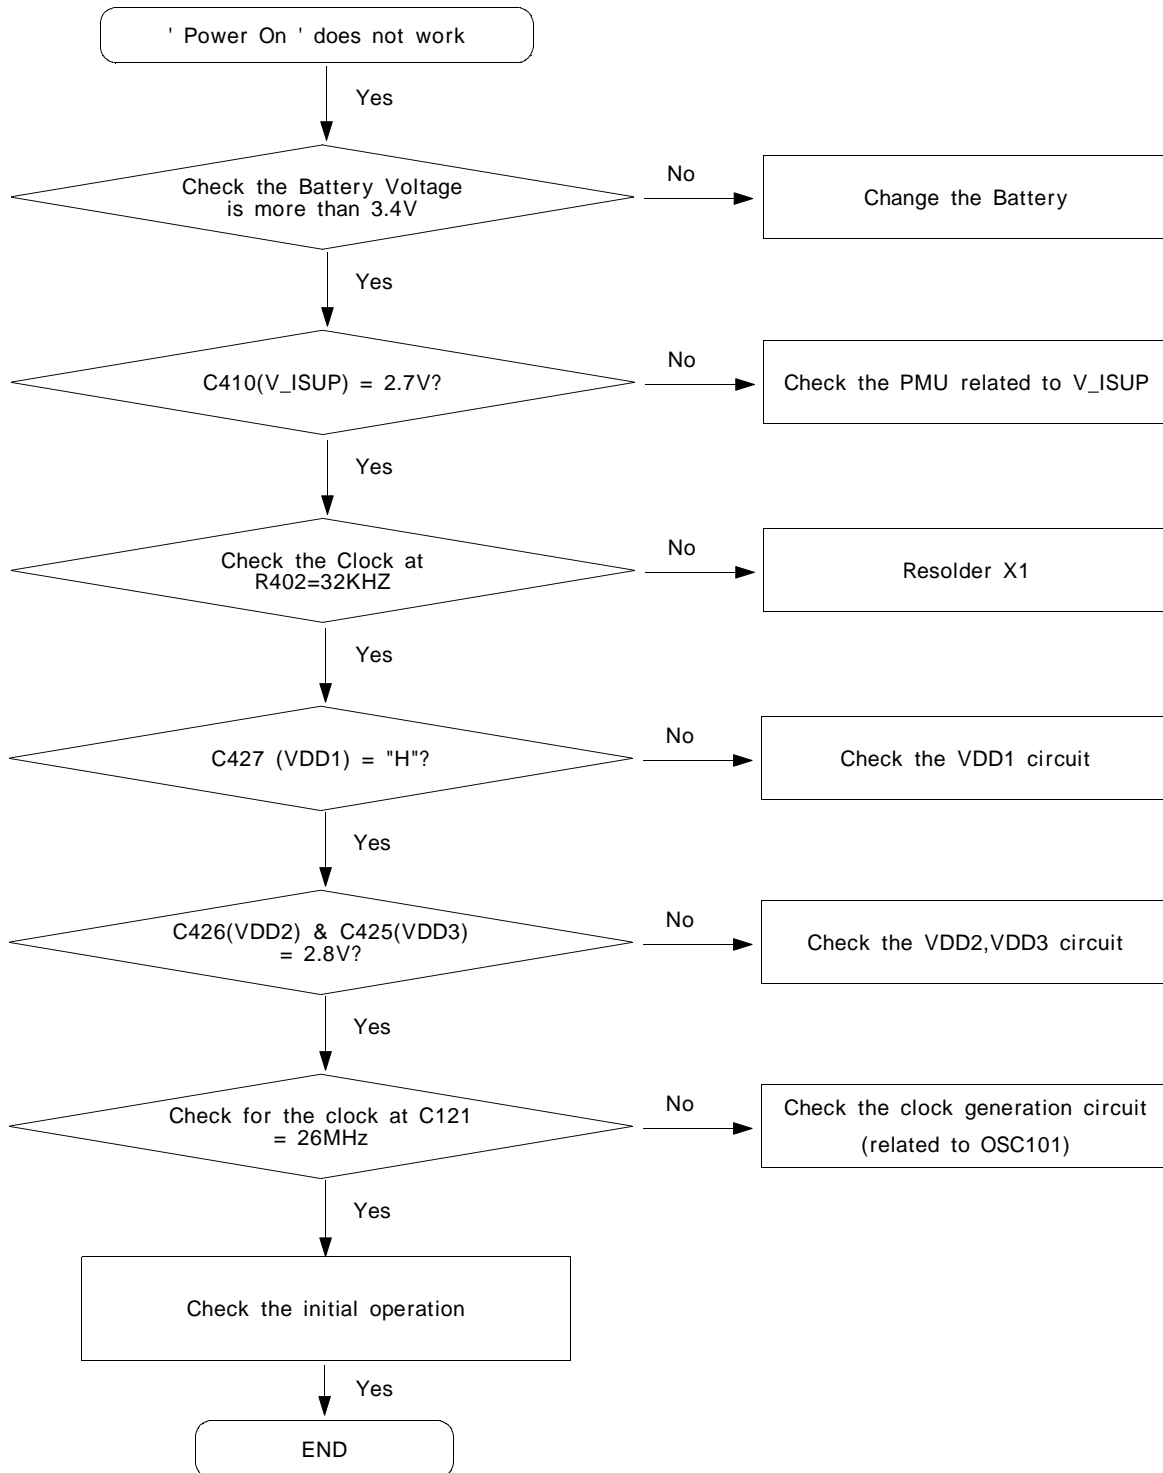 ' Power On ' does not work
Yes
Check the Battery Voltage
is more than 3.4V
No
Change the Battery
Yes
C410(V_ISUP) = 2.7V?
No
Check the PMU related to V_ISUP
Yes
Check the Clock at
R402=32KHZ
No
Resolder X1
Yes
C427 (VDD1) = "H"?
No
Check the VDD1 circuit
Yes
C426(VDD2) & C425(VDD3)
= 2.8V?
No
Check the VDD2,VDD3 circuit
Yes
Check for the clock at C121
= 26MHz
No
Check the clock generation circuit
(related to OSC101)
Yes
Check the initial operation
Yes
END